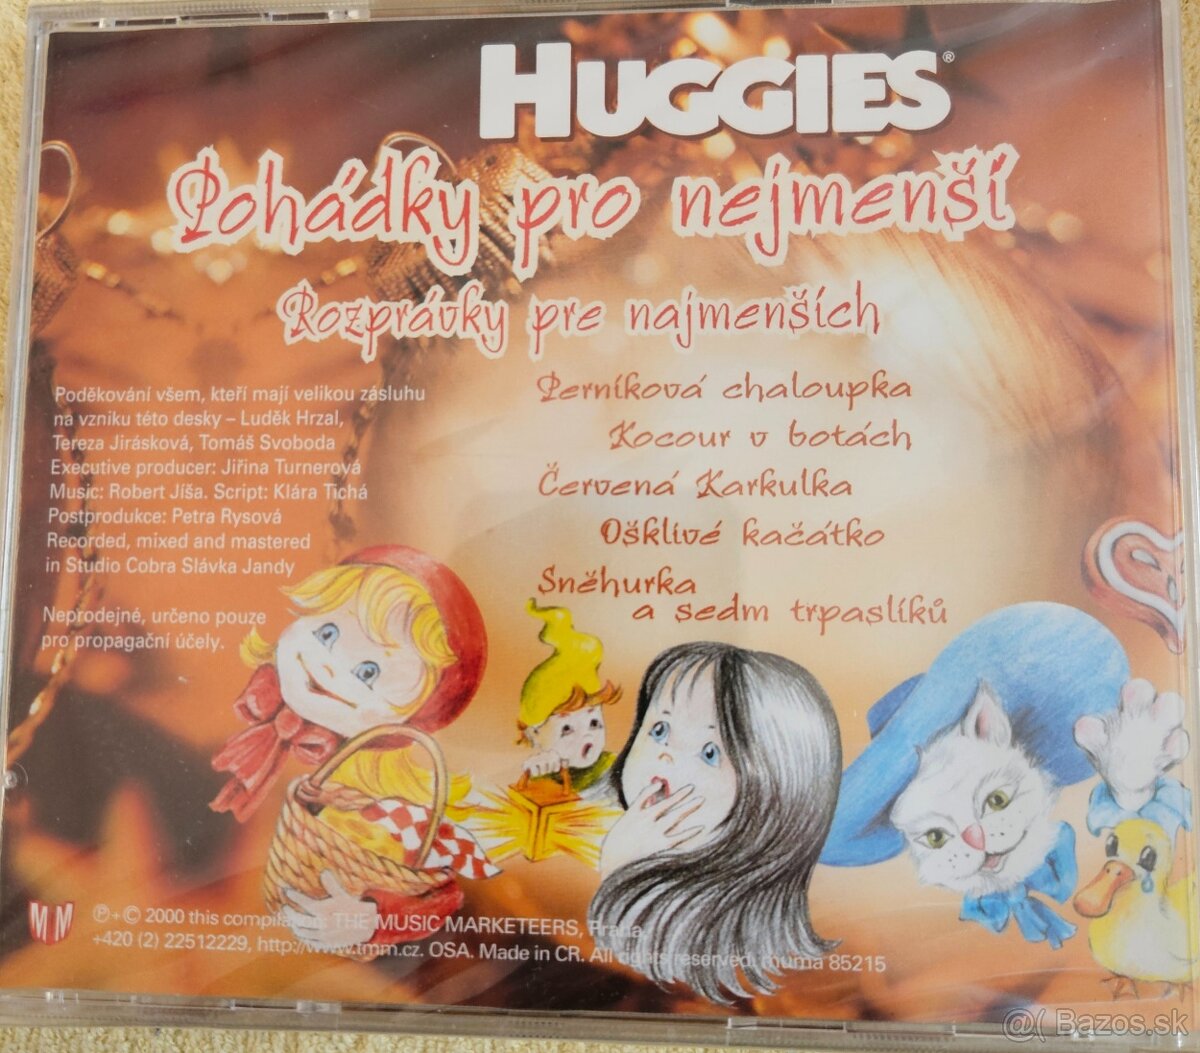 HUGGIES®
Pohádky pro nejmenší
Rozprávky pre najmenších
Perníková chaloupka
Kocour v botách
Červená Karkulka
Ošklivé kačátko
Sněhurka
a sedm trpaslíků
Poděkování všem, kteří mají velikou zásluhu
na vzniku této desky – Luděk Hrzal,
Tereza Jirásková, Tomáš Svoboda
Executive producer: Jiřina Turnerová
Music: Robert Jíša. Script: Klára Tichá
Postprodukce: Petra Rysová
Recorded, mixed and mastered
in Studio Cobra Slávka Jandy
Neprodejné, určeno pouze
pro propagační účely.
MM
℗+© 2000 this compilation THE MUSIC MARKETEERS, Praha.
+420 (2) 22512229, http://www.tmm.cz. OSA. Made in CR. All rights reserved. muma 85215
@( Bazos.sk